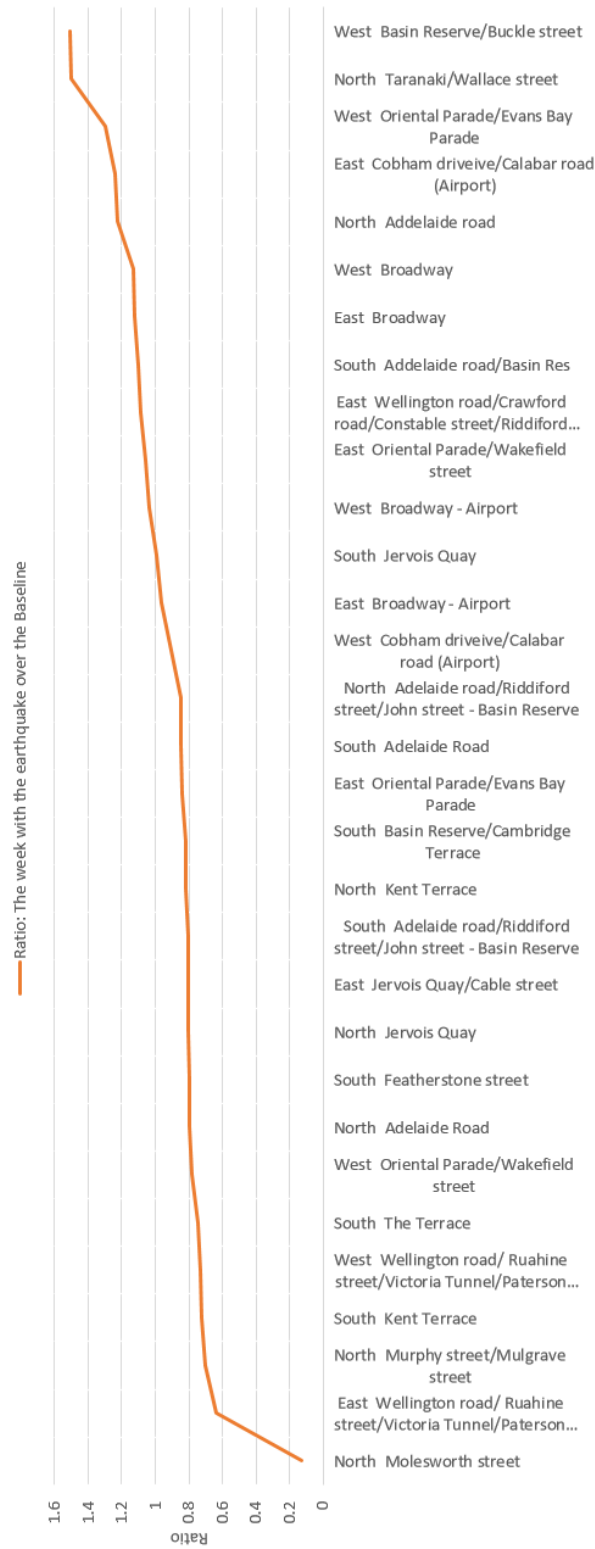 West Basin Reserve/Buckle street
North Taranaki/Wallace street
West Oriental Parade/Evans Bay
Parade
East Cobham driveive/Calabar road
(Airport)
North Addelaide road
West Broadway
East Broadway
South Addelaide road/Basin Res
East Wellington road/Crawford
road/Constable street/Riddiford...
East Oriental Parade/Wakefield
street
West Broadway - Airport
South Jervois Quay
East Broadway - Airport
West Cobham driveive/Calabar
road (Airport)
North Adelaide road/Riddiford
street/John street - Basin Reserve
South Adelaide Road
East Oriental Parade/Evans Bay
Parade
South Basin Reserve/Cambridge
Terrace
North Kent Terrace
South Adelaide road/Riddiford
street/John street - Basin Reserve
East Jervois Quay/Cable street
North Jervois Quay
South Featherstone street
North Adelaide Road
West Oriental Parade/Wakefield
street
South The Terrace
West Wellington road/ Ruahine
street/Victoria Tunnel/Paterson...
South Kent Terrace
North Murphy street/Mulgrave
street
East Wellington road/ Ruahine
street/Victoria Tunnel/Paterson...
North Molesworth street
Ratio: The week with the earthquake over the Baseline
1.6
1.4
1.2
1
0.8
0.6
0.4
0.2
0
Ratio